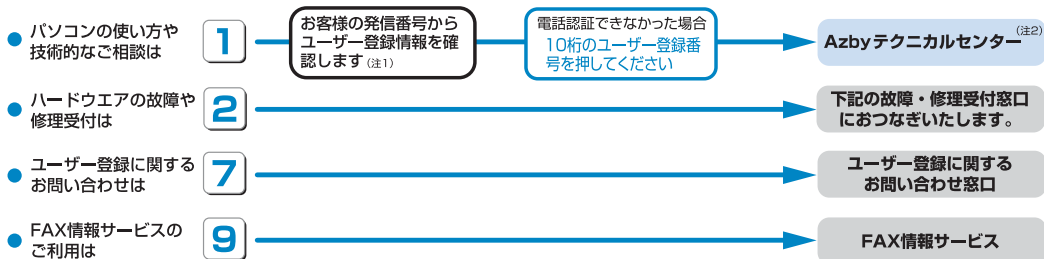 ● パソコンの使い方や
技術的なご相談は
1
お客様の発信番号から
ユーザー登録情報を確
認します(注1)
電話認証できなかった場合
10桁のユーザー登録番
号を押してください
Azbyテクニカルセンター(注2)
● ハードウエアの故障や
修理受付は
2
下記の故障・修理受付窓口
におつなぎいたします。
● ユーザー登録に関する
お問い合わせは
7
ユーザー登録に関する
お問い合わせ窓口
● FAX情報サービスの
ご利用は
9
FAX情報サービス